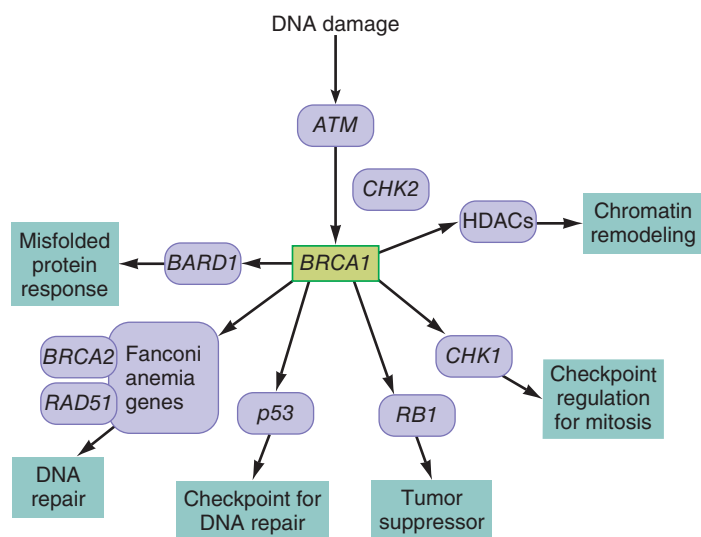 DNA damage
ATM
CHK2
HDACs
Chromatin
remodeling
Misfolded
protein
response
BARD1
BRCA1
BRCA2
RAD51
Fanconi
anemia
genes
CHK1
Checkpoint
regulation
for mitosis
p53
RB1
DNA
repair
Checkpoint for
DNA repair
Tumor
suppressor